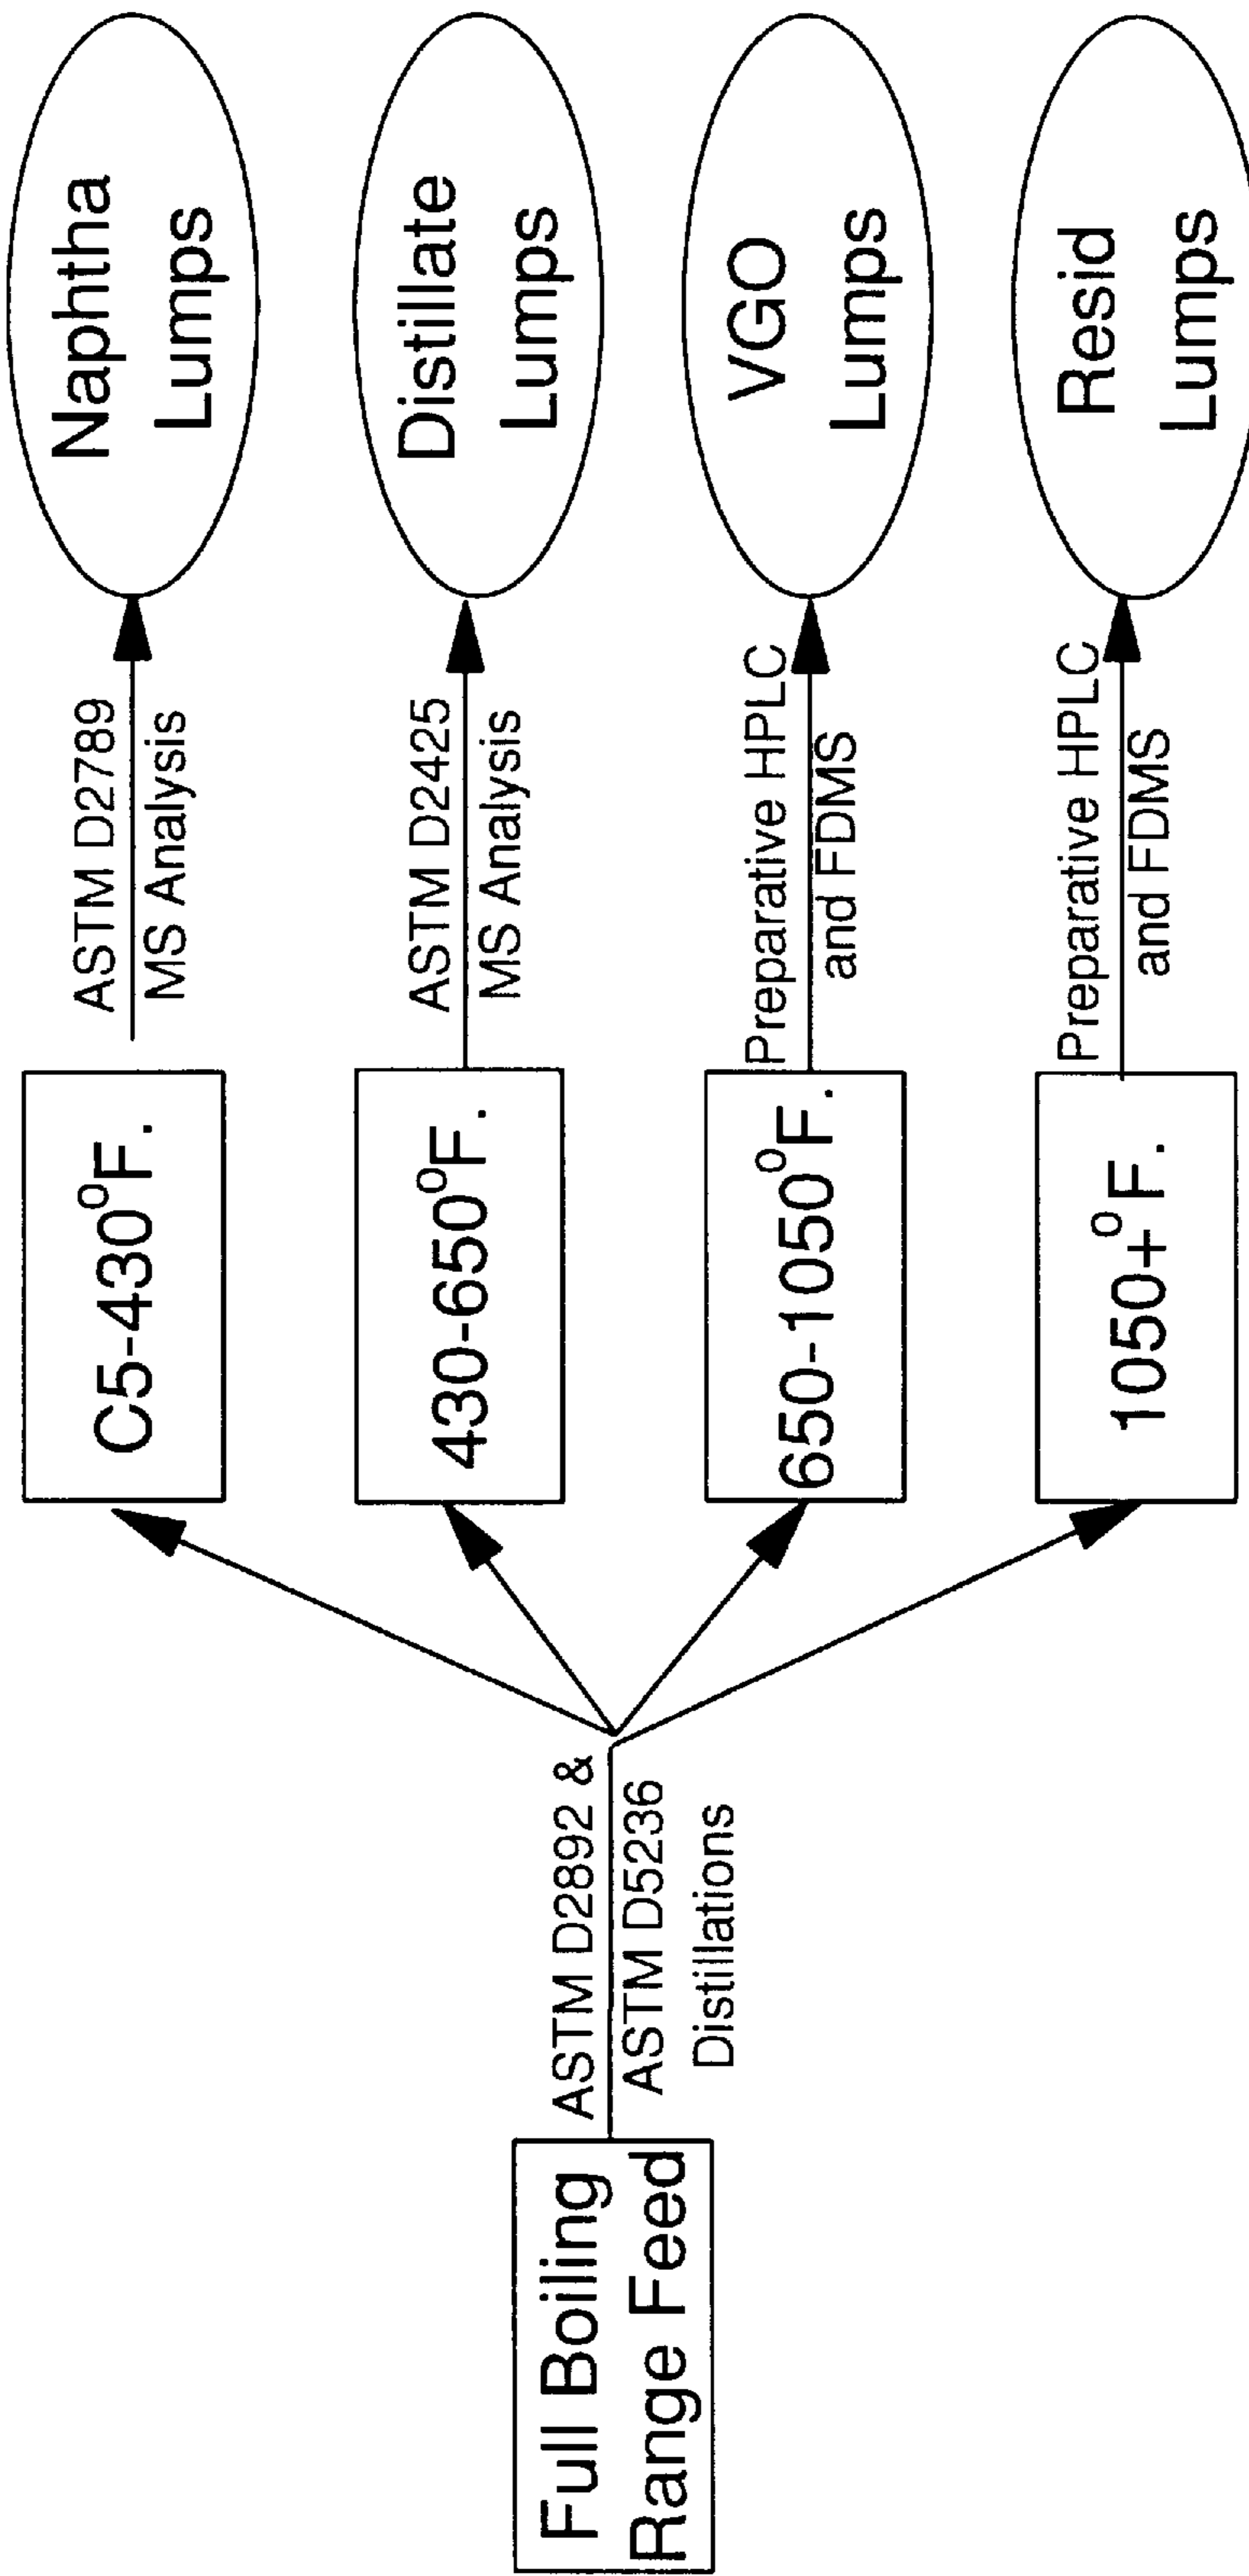 Full Boiling
Range Feed
ASTM D2892 &
ASTM D5236
Distillations
C5-430°F.
ASTM D2789
MS Analysis
Naphtha
Lumps
430-650°F.
ASTM D2425
MS Analysis
Distillate
Lumps
650-1050°F.
Preparative HPLC
and FDMS
VGO
Lumps
1050+°F.
Preparative HPLC
and FDMS
Resid
Lumps